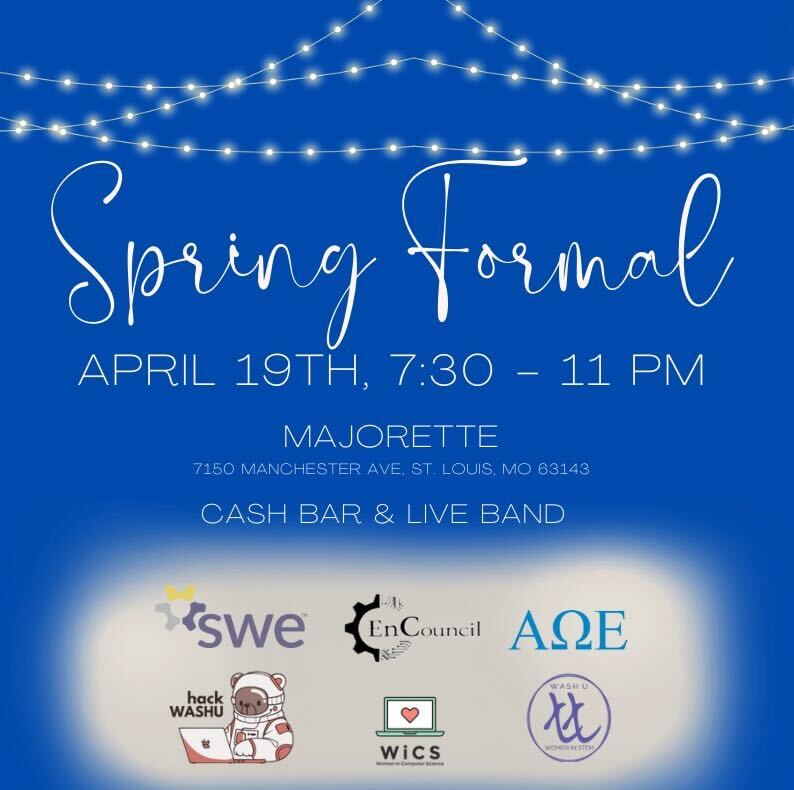 Spring Formal
APRIL 19TH, 7:30 - 11 PM
MAJORETTE
7150 MANCHESTER AVE, ST. LOUIS, MO 63143
CASH BAR & LIVE BAND
swe™
EnCouncil
ΑΩΕ
hack
WASHU
WiCS
Women in Computer Science
WASH U
WOMEN IN STEM